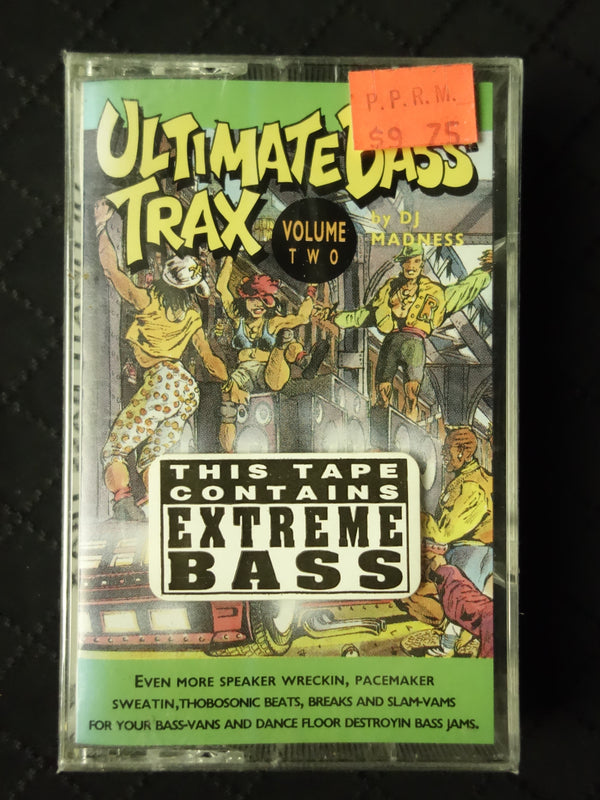 P.P.R.M.
$9 75
ULTIMATE BASS
TRAX
VOLUME
TWO
by DJ
MADNESS
THIS TAPE
CONTAINS
EXTREME
BASS
EVEN MORE SPEAKER WRECKIN, PACEMAKER
SWEATIN,THOBOSONIC BEATS, BREAKS AND SLAM-VAMS
FOR YOUR BASS-VANS AND DANCE FLOOR DESTROYIN BASS JAMS.